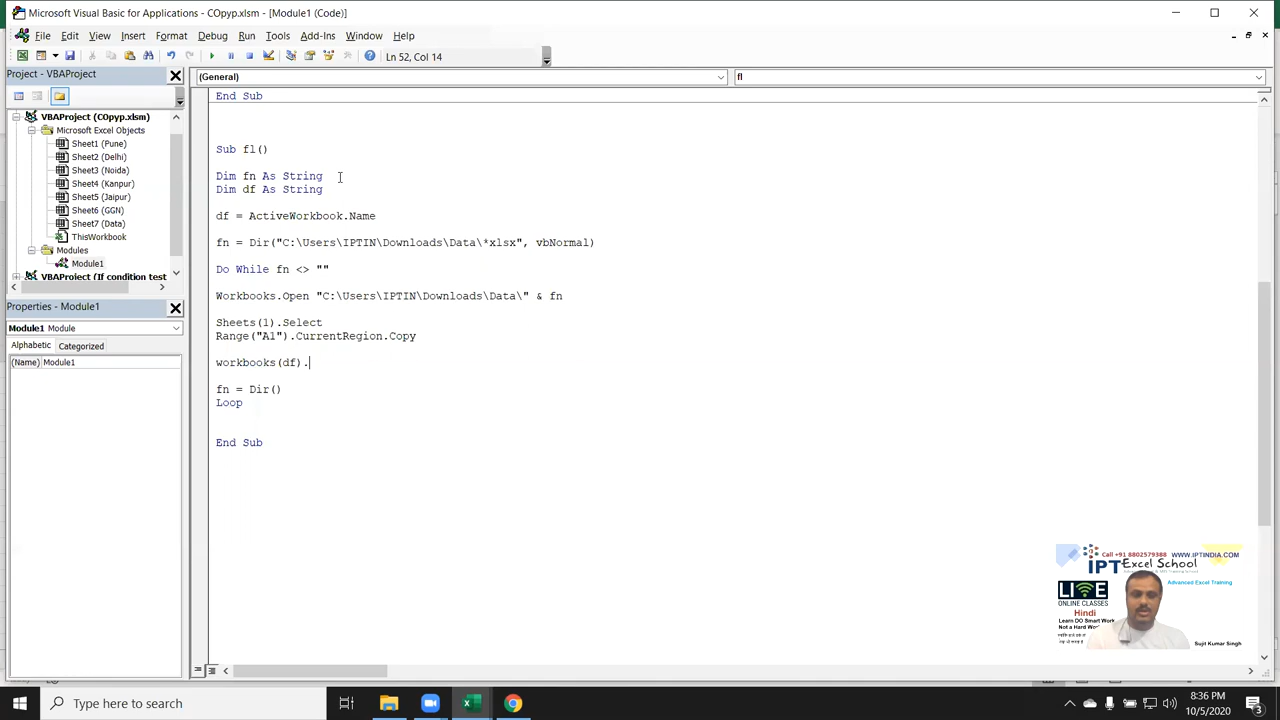 Microsoft Visual Basic for Applications - COpyp.xlsm - [Module1 (Code)]
File Edit View Insert Format Debug Run Tools Add-Ins Window Help
Ln 52, Col 14
Project - VBAProject
(General)
fl
VBAProject (COpyp.xlsm)
Microsoft Excel Objects
Sheet1 (Pune)
Sheet2 (Delhi)
Sheet3 (Noida)
Sheet4 (Kanpur)
Sheet5 (Jaipur)
Sheet6 (GGN)
Sheet7 (Data)
ThisWorkbook
Modules
Module1
VBAProject (If condition test
Properties - Module1
Module1 Module
Alphabetic Categorized
(Name) Module1
End Sub
Sub fl()
Dim fn As String
Dim df As String
df = ActiveWorkbook.Name
fn = Dir("C:\Users\IPTIN\Downloads\Data\*xlsx", vbNormal)
Do While fn <> ""
Workbooks.Open "C:\Users\IPTIN\Downloads\Data\" & fn
Sheets(1).Select
Range("A1").CurrentRegion.Copy
workbooks(df).
fn = Dir()
Loop
End Sub
Call +91 8802579388 WWW.IPTINDIA.COM
IPT Excel School
Advanced Excel Training
LIVE
ONLINE CLASSES
Hindi
Learn DO Smart Work
Not a Hard Wo
Sujit Kumar Singh
Type here to search
8:36 PM
10/5/2020
3